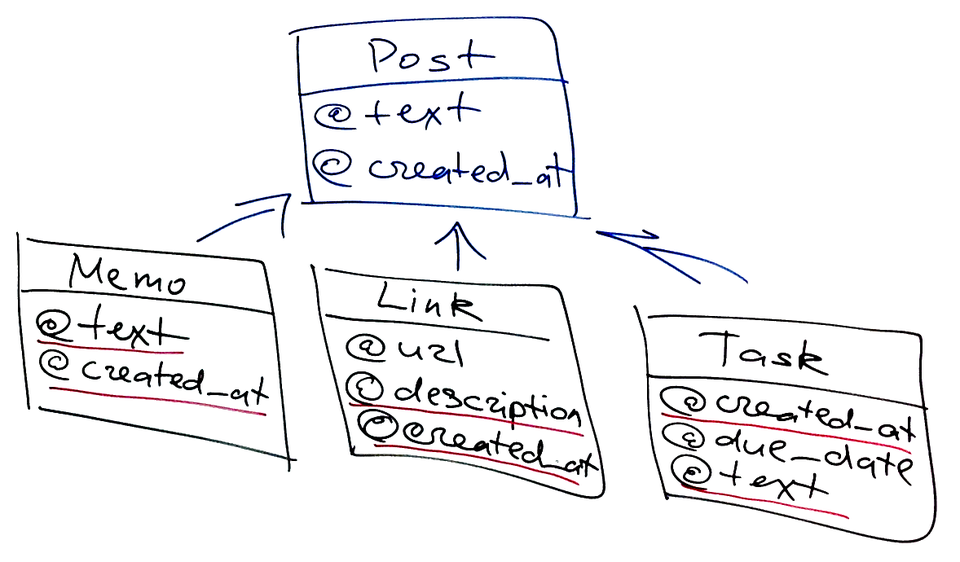 Post
@ text
@ created_at
Memo
@ text
@ created_at
Link
@ url
@ description
@ created_at
Task
@ created_at
@ due_date
@ text